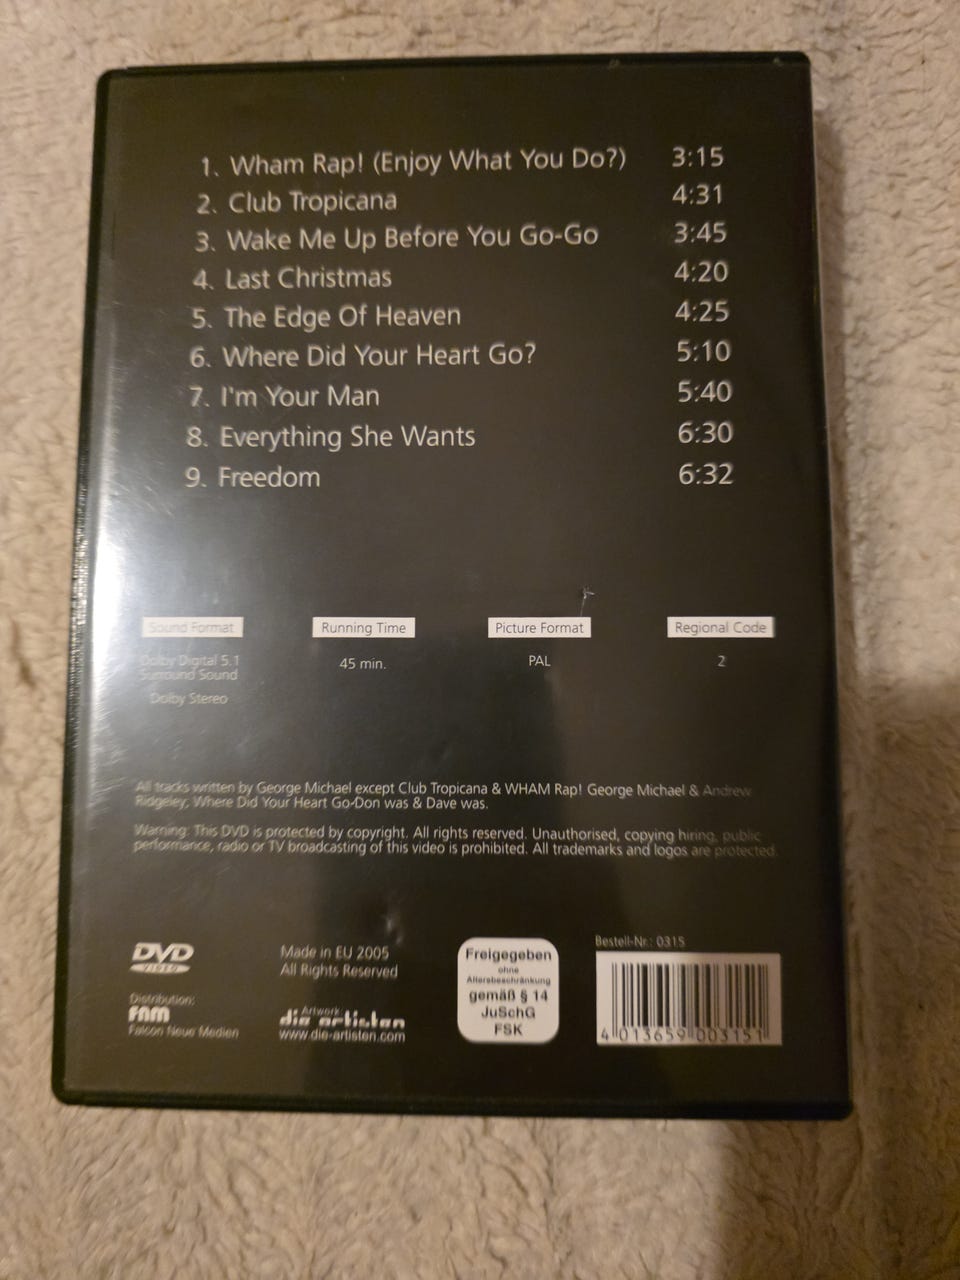 1. Wham Rap! (Enjoy What You Do?) 3:15
2. Club Tropicana 4:31
3. Wake Me Up Before You Go-Go 3:45
4. Last Christmas 4:20
5. The Edge Of Heaven 4:25
6. Where Did Your Heart Go? 5:10
7. I'm Your Man 5:40
8. Everything She Wants 6:30
9. Freedom 6:32
Sound Format Running Time Picture Format Regional Code
Dolby Digital 5.1 45 min. PAL 2
Surround Sound
Dolby Stereo
All tracks written by George Michael except Club Tropicana & WHAM Rap! George Michael & Andrew
Ridgeley, Where Did Your Heart Go-Don was & Dave was.
Warning: This DVD is protected by copyright. All rights reserved. Unauthorised, copying hiring, public
performance, radio or TV broadcasting of this video is prohibited. All trademarks and logos are protected.
DVD
VIDEO
Distribution:
FNM
Falcon Neue Medien
Made in EU 2005
All Rights Reserved
Artwork:
die artisten
www.die-artisten.com
Freigegeben
ohne
Altersbeschränkung
gemäß § 14
JuSchG
FSK
Bestell-Nr.: 0315
4 013659 003151